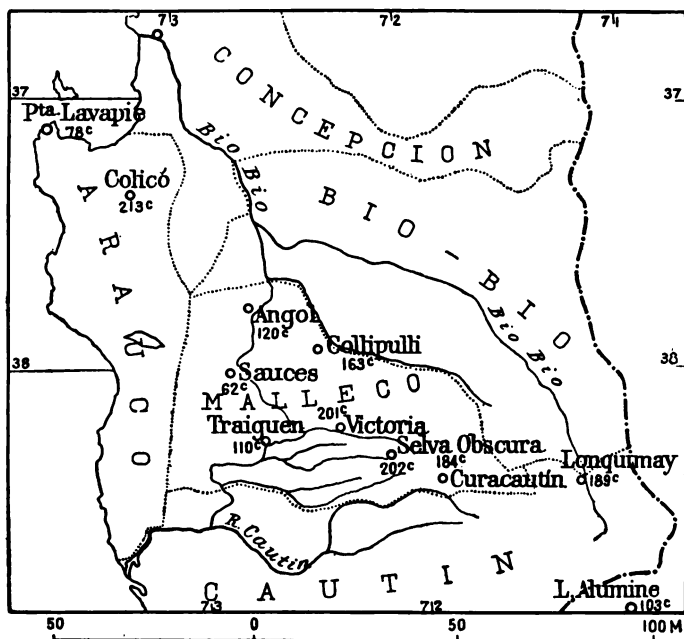 73 72 71
37 37
CONCEPCION
Pta Lavapie
78c
Bio Bio
Colicó
213c
ARAUCO
BIO-BIO
Bio Bio
Angol
120c
Collipulli
163c
38 38
Sauces
62c
MALLECO
201c
Traiquen Victoria
110c
Selva Obscura
202c
184c
Curacautín
Lonquimay
189c
R. Cautin
CAUTIN
L. Alumine
103c
73 72
50 0 50 100 M